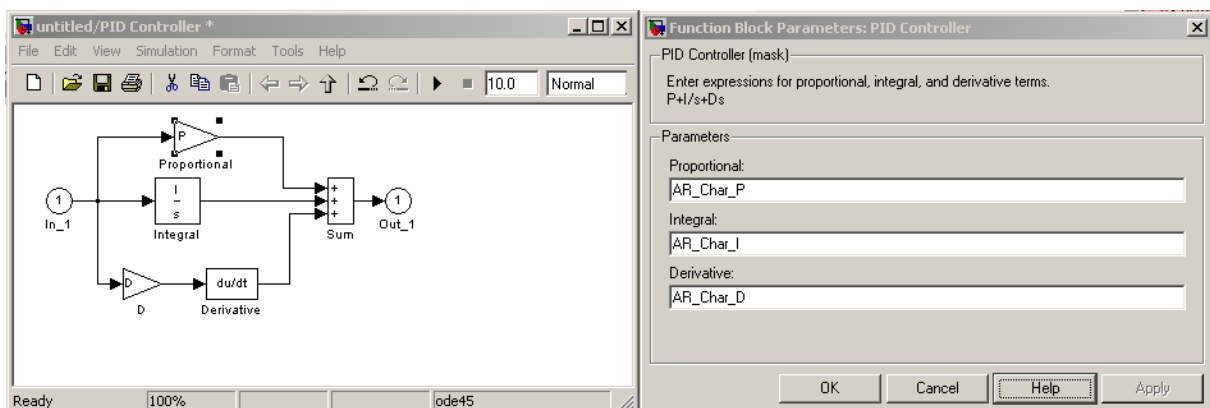 untitled/PID Controller *
File Edit View Simulation Format Tools Help
10.0 Normal
P
Proportional
1
In_1
I
s
Integral
+
+
+
Sum
1
Out_1
D
D
du/dt
Derivative
Ready 100% ode45
Function Block Parameters: PID Controller
PID Controller (mask)
Enter expressions for proportional, integral, and derivative terms.
P+I/s+Ds
Parameters
Proportional:
AR_Char_P
Integral:
AR_Char_I
Derivative:
AR_Char_D
OK Cancel Help Apply